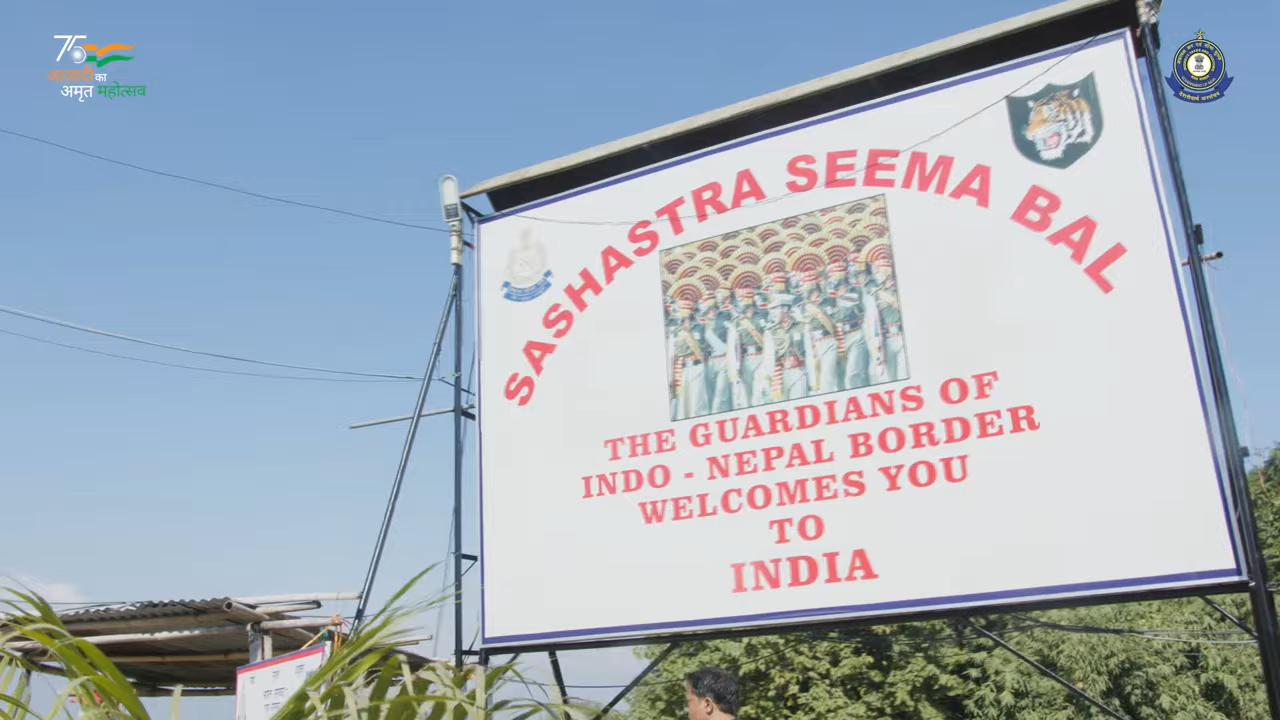 75
आज़ादी का
अमृत महोत्सव
SASHASTRA SEEMA BAL
THE GUARDIANS OF
INDO - NEPAL BORDER
WELCOMES YOU
TO
INDIA